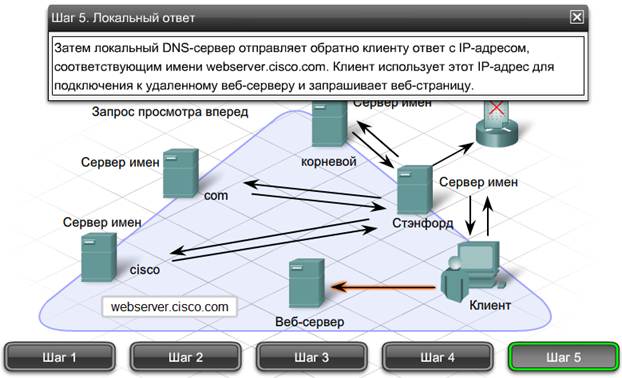 Шаг 5. Локальный ответ
Затем локальный DNS-сервер отправляет обратно клиенту ответ с IP-адресом,
соответствующим имени webserver.cisco.com. Клиент использует этот IP-адрес для
подключения к удаленному веб-серверу и запрашивает веб-страницу.
Запрос просмотра вперед
Сервер имен
корневой
Сервер имен
com
Сервер имен
Стэнфорд
Сервер имен
cisco
webserver.cisco.com
Веб-сервер
Клиент
Шаг 1
Шаг 2
Шаг 3
Шаг 4
Шаг 5